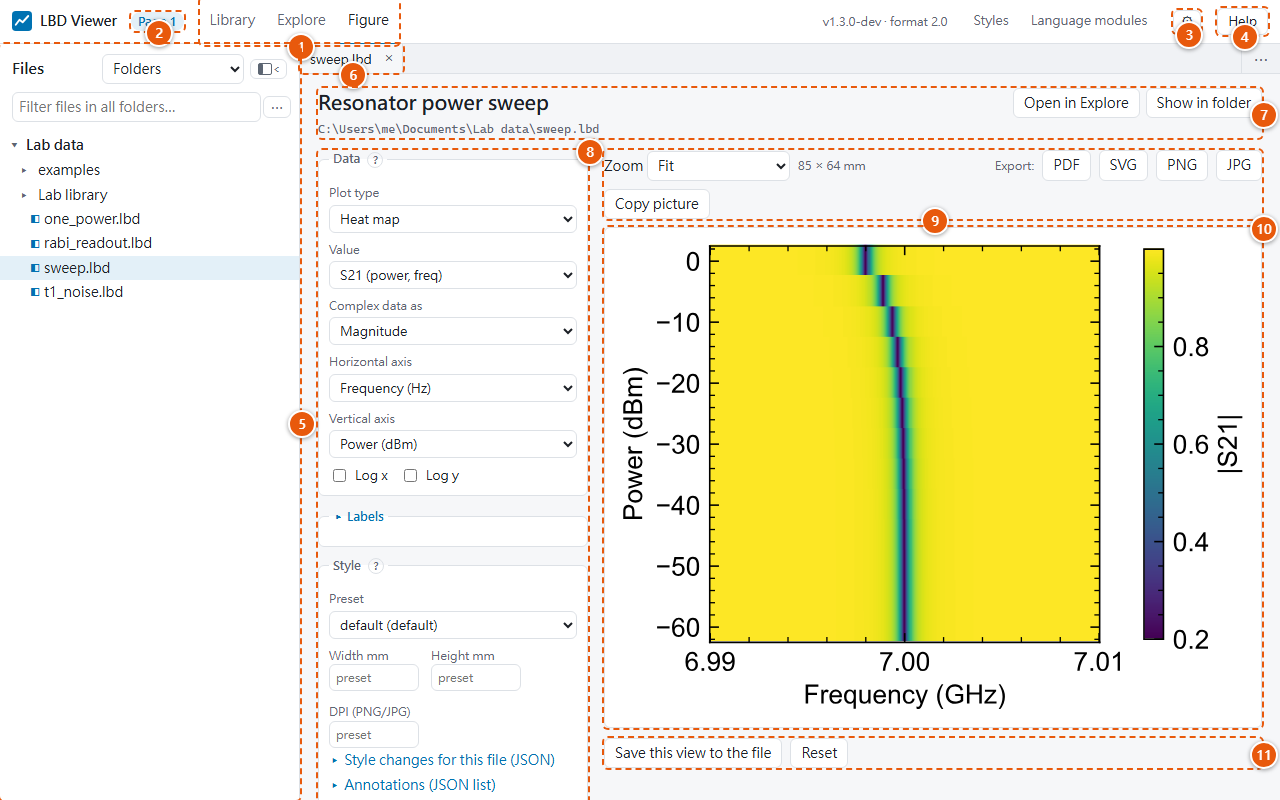 LBD Viewer
Page 1
2
Library
Explore
Figure
1
v1.3.0-dev · format 2.0
Styles
Language modules
3
Help
4
Files
Folders
Filter files in all folders...
...
Lab data
examples
Lab library
one_power.lbd
rabi_readout.lbd
sweep.lbd
t1_noise.lbd
5
sweep.lbd ×
6
...
Resonator power sweep
C:\Users\me\Documents\Lab data\sweep.lbd
Open in Explore
Show in folder
7
8
Data ?
Plot type
Heat map
Value
S21 (power, freq)
Complex data as
Magnitude
Horizontal axis
Frequency (Hz)
Vertical axis
Power (dBm)
Log x
Log y
Labels
Style ?
Preset
default (default)
Width mm
Height mm
preset
preset
DPI (PNG/JPG)
preset
Style changes for this file (JSON)
Annotations (JSON list)
Zoom
Fit
85 × 64 mm
Export:
PDF
SVG
PNG
JPG
Copy picture
9
10
0
−10
−20
−30
−40
−50
−60
Power (dBm)
6.99
7.00
7.01
Frequency (GHz)
0.8
0.6
0.4
0.2
|S21|
Save this view to the file
Reset
11